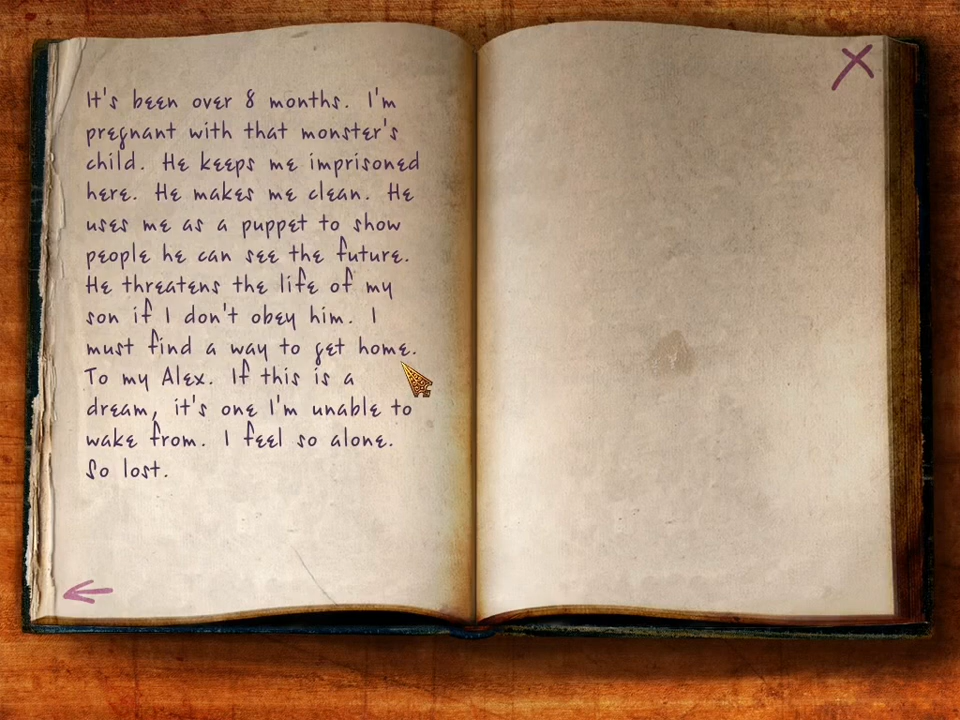 It's been over 8 months. I'm
pregnant with that monster's
child. He keeps me imprisoned
here. He makes me clean. He
uses me as a puppet to show
people he can see the future.
He threatens the life of my
son if I don't obey him. I
must find a way to get home.
To my Alex. If this is a
dream, it's one I'm unable to
wake from. I feel so alone.
So lost.